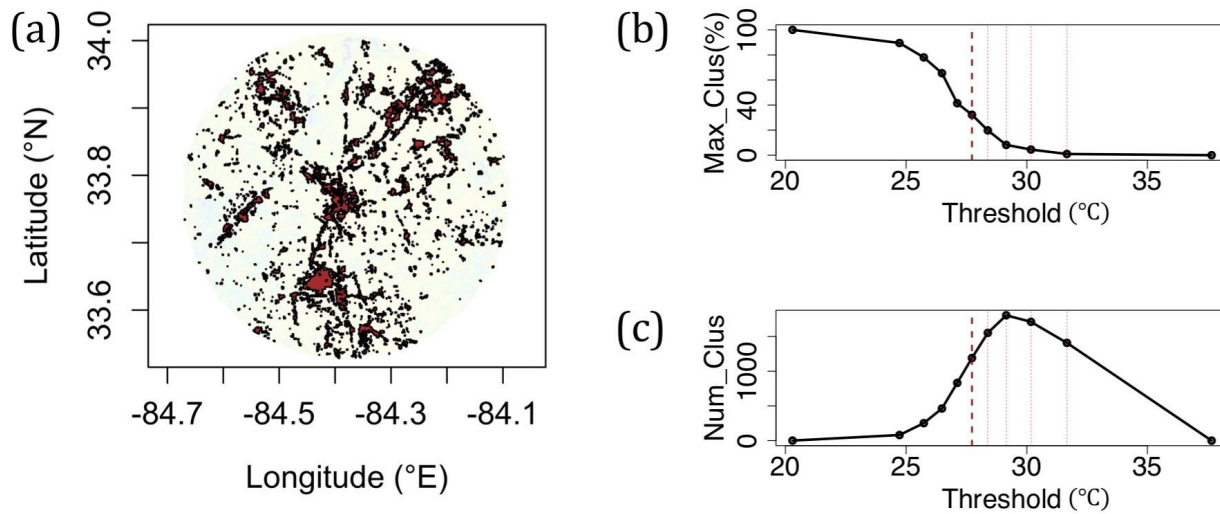 (a)
34.0
33.8
33.6
Latitude (°N)
-84.7 -84.5 -84.3 -84.1
Longitude (°E)
(b)
100
40
0
Max_Clus(%)
20 25 30 35
Threshold (°C)
(c)
1000
0
Num_Clus
20 25 30 35
Threshold (°C)